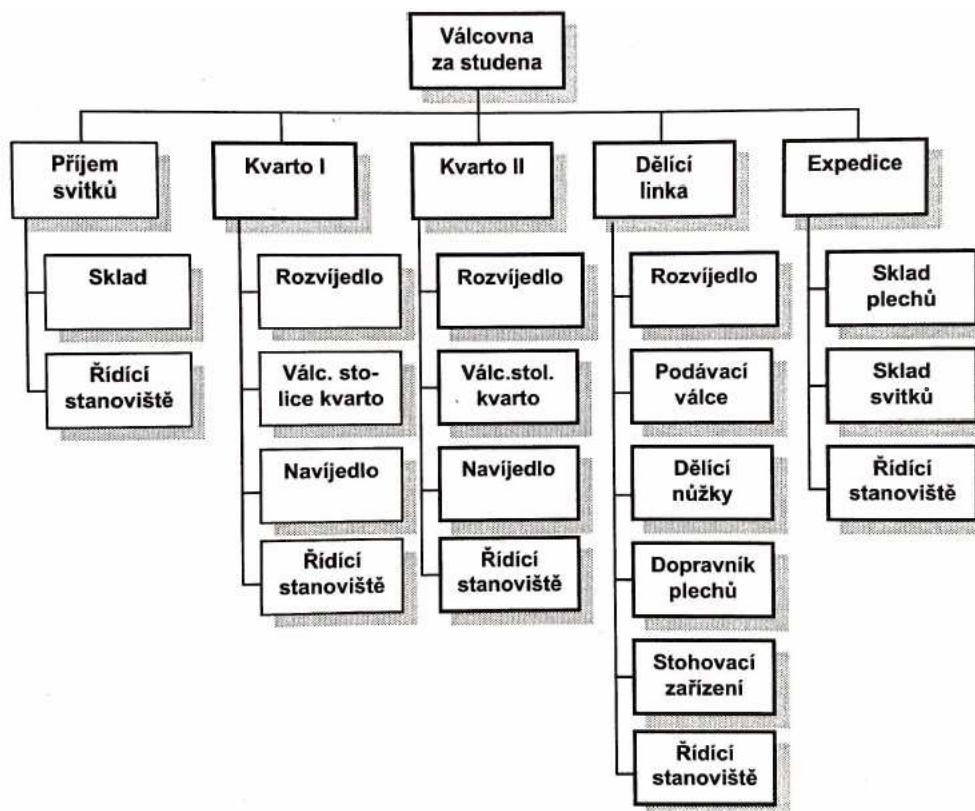 Válcovna
za studena
Příjem
svitků
Kvarto I
Kvarto II
Dělící
linka
Expedice
Sklad
Řídící
stanoviště
Rozvíjedlo
Válc. sto-
lice kvarto
Navíjedlo
Řídící
stanoviště
Rozvíjedlo
Válc.stol.
kvarto
Navíjedlo
Řídící
stanoviště
Rozvíjedlo
Podávací
válce
Dělící
nůžky
Dopravník
plechů
Stohovací
zařízení
Řídící
stanoviště
Sklad
plechů
Sklad
svitků
Řídící
stanoviště